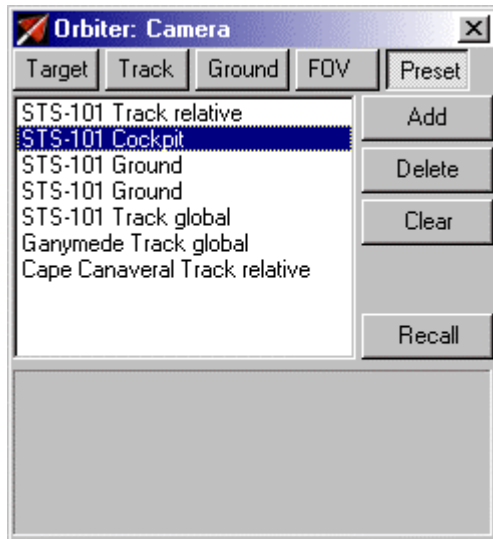 Orbiter: Camera
Target Track Ground FOV Preset
STS-101 Track relative
STS-101 Cockpit
STS-101 Ground
STS-101 Ground
STS-101 Track global
Ganymede Track global
Cape Canaveral Track relative
Add
Delete
Clear
Recall